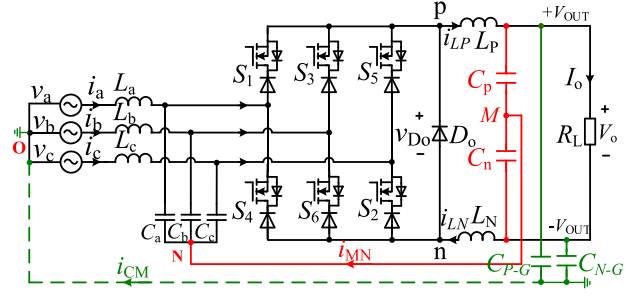 p
+V_OUT
i_LP L_P
S_1 S_3 S_5
C_p
I_o
v_a i_a L_a
v_b i_b L_b
O
v_c i_c L_c
+
v_Do
−
D_o
M
C_n
R_L
+
V_o
−
S_4 S_6 S_2
i_LN L_N
-V_OUT
C_a C_b C_c
N
n
i_MN
C_P-G C_N-G
i_CM